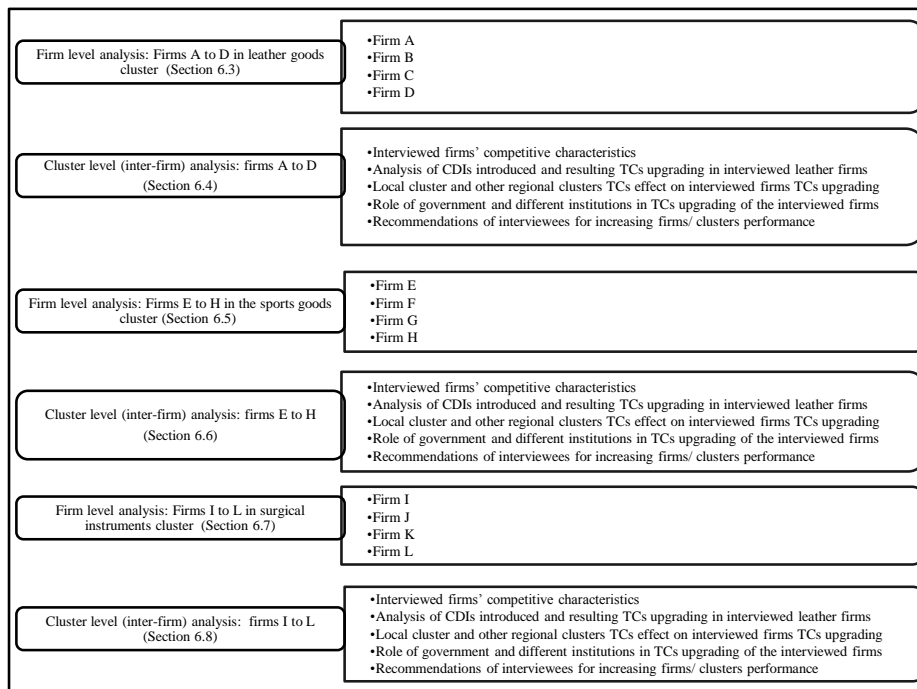 Firm level analysis: Firms A to D in leather goods
cluster (Section 6.3)
•Firm A
•Firm B
•Firm C
•Firm D
Cluster level (inter-firm) analysis: firms A to D
(Section 6.4)
•Interviewed firms’ competitive characteristics
•Analysis of CDIs introduced and resulting TCs upgrading in interviewed leather firms
•Local cluster and other regional clusters TCs effect on interviewed firms TCs upgrading
•Role of government and different institutions in TCs upgrading of the interviewed firms
•Recommendations of interviewees for increasing firms/ clusters performance
Firm level analysis: Firms E to H in the sports goods
cluster (Section 6.5)
•Firm E
•Firm F
•Firm G
•Firm H
Cluster level (inter-firm) analysis: firms E to H
(Section 6.6)
•Interviewed firms’ competitive characteristics
•Analysis of CDIs introduced and resulting TCs upgrading in interviewed leather firms
•Local cluster and other regional clusters TCs effect on interviewed firms TCs upgrading
•Role of government and different institutions in TCs upgrading of the interviewed firms
•Recommendations of interviewees for increasing firms/ clusters performance
Firm level analysis: Firms I to L in surgical
instruments cluster (Section 6.7)
•Firm I
•Firm J
•Firm K
•Firm L
Cluster level (inter-firm) analysis: firms I to L
(Section 6.8)
•Interviewed firms’ competitive characteristics
•Analysis of CDIs introduced and resulting TCs upgrading in interviewed leather firms
•Local cluster and other regional clusters TCs effect on interviewed firms TCs upgrading
•Role of government and different institutions in TCs upgrading of the interviewed firms
•Recommendations of interviewees for increasing firms/ clusters performance